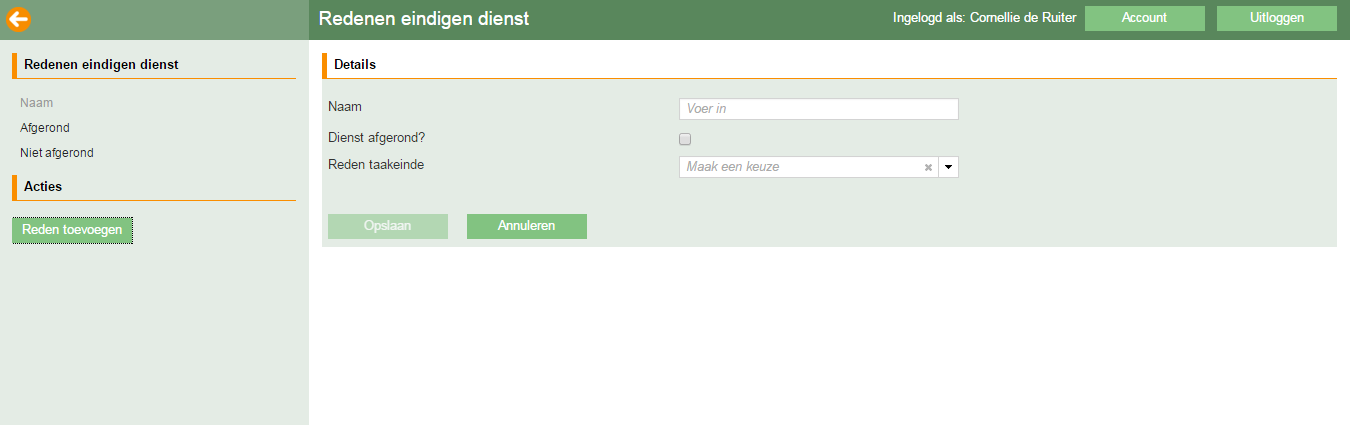 Redenen eindigen dienst
Ingelogd als: Cornellie de Ruiter
Account
Uitloggen
Redenen eindigen dienst
Naam
Afgerond
Niet afgerond
Acties
Reden toevoegen
Details
Naam
Voer in
Dienst afgerond?
Reden taakeinde
Maak een keuze
Opslaan
Annuleren